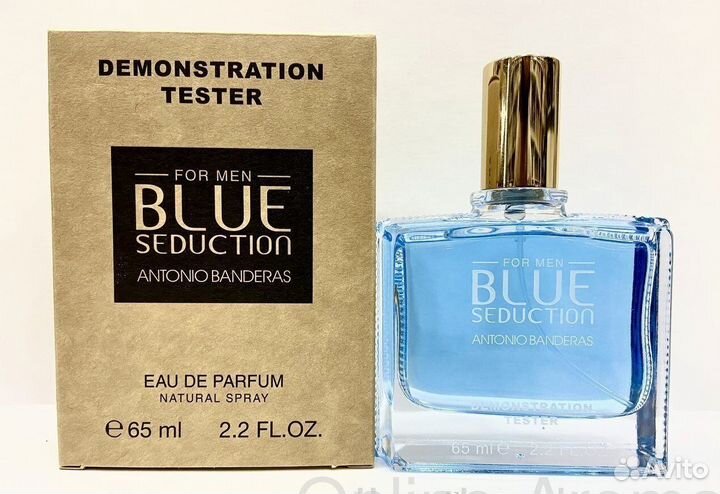 DEMONSTRATION
TESTER
FOR MEN
BLUE
SEDUCTION
ANTONIO BANDERAS
EAU DE PARFUM
NATURAL SPRAY
e 65 ml 2.2 FL.OZ.
FOR MEN
BLUE
SEDUCTION
ANTONIO BANDERAS
DEMONSTRATION
TESTER
65 ml e 2.2 FL.
Avito